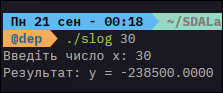 Пн 21 сен - 00:18 ~/SDALa
@dep ./slog 30
Введіть число x: 30
Результат: y = -238500.0000